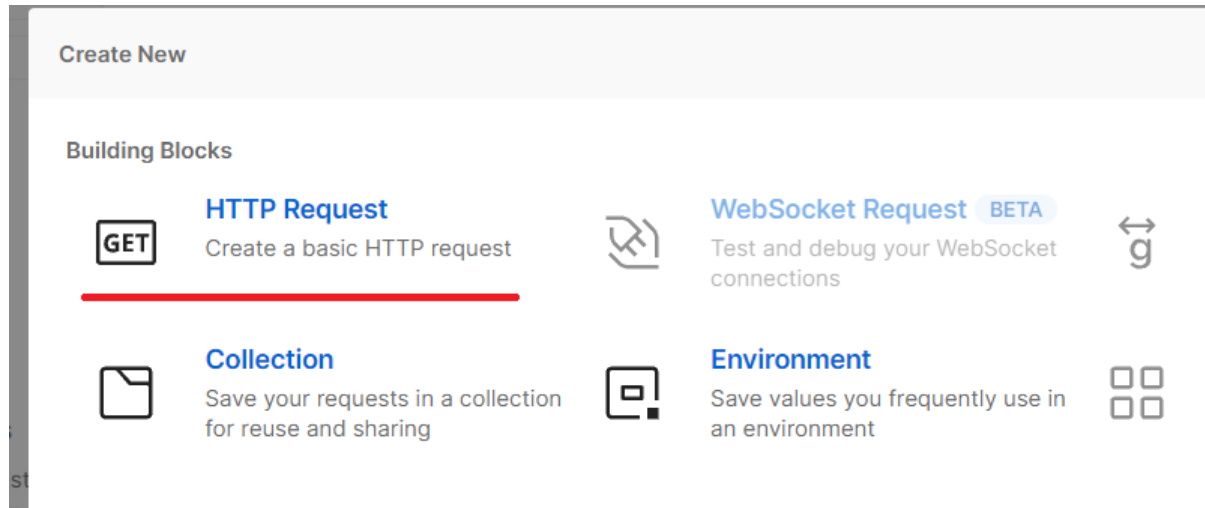 Create New
Building Blocks
GET
HTTP Request
Create a basic HTTP request
WebSocket Request BETA
Test and debug your WebSocket
connections
g
Collection
Save your requests in a collection
for reuse and sharing
Environment
Save values you frequently use in
an environment
st